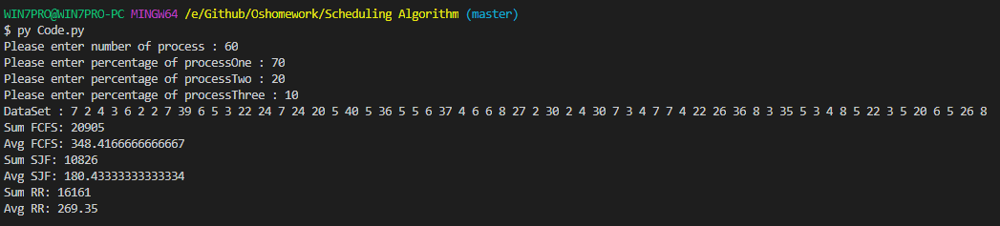 WIN7PRO@WIN7PRO-PC MINGW64 /e/Github/Oshomework/Scheduling Algorithm (master)
$ py Code.py
Please enter number of process : 60
Please enter percentage of processOne : 70
Please enter percentage of processTwo : 20
Please enter percentage of processThree : 10
DataSet : 7 2 4 3 6 2 2 7 39 6 5 3 22 24 7 24 20 5 40 5 36 5 5 6 37 4 6 6 8 27 2 30 2 4 30 7 3 4 7 7 4 22 26 36 8 3 35 5 3 4 8 5 22 3 5 20 6 5 26 8
Sum FCFS: 20905
Avg FCFS: 348.4166666666667
Sum SJF: 10826
Avg SJF: 180.43333333333334
Sum RR: 16161
Avg RR: 269.35